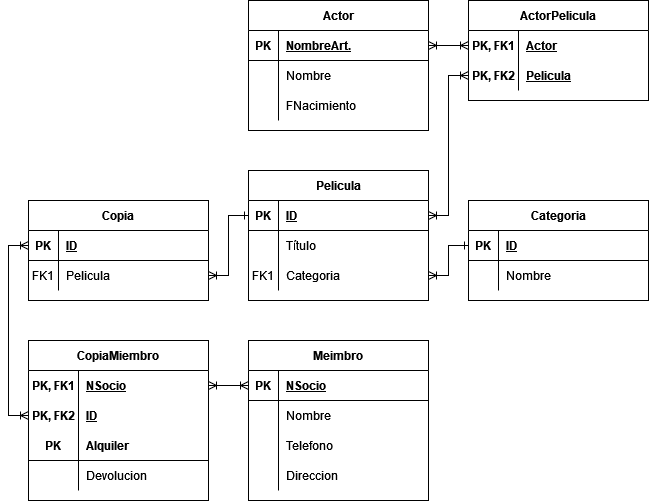 Actor
PK NombreArt.
Nombre
FNacimiento
ActorPelicula
PK, FK1 Actor
PK, FK2 Pelicula
Pelicula
PK ID
Título
FK1 Categoria
Copia
PK ID
FK1 Pelicula
Categoria
PK ID
Nombre
CopiaMiembro
PK, FK1 NSocio
PK, FK2 ID
PK Alquiler
Devolucion
Meimbro
PK NSocio
Nombre
Telefono
Direccion